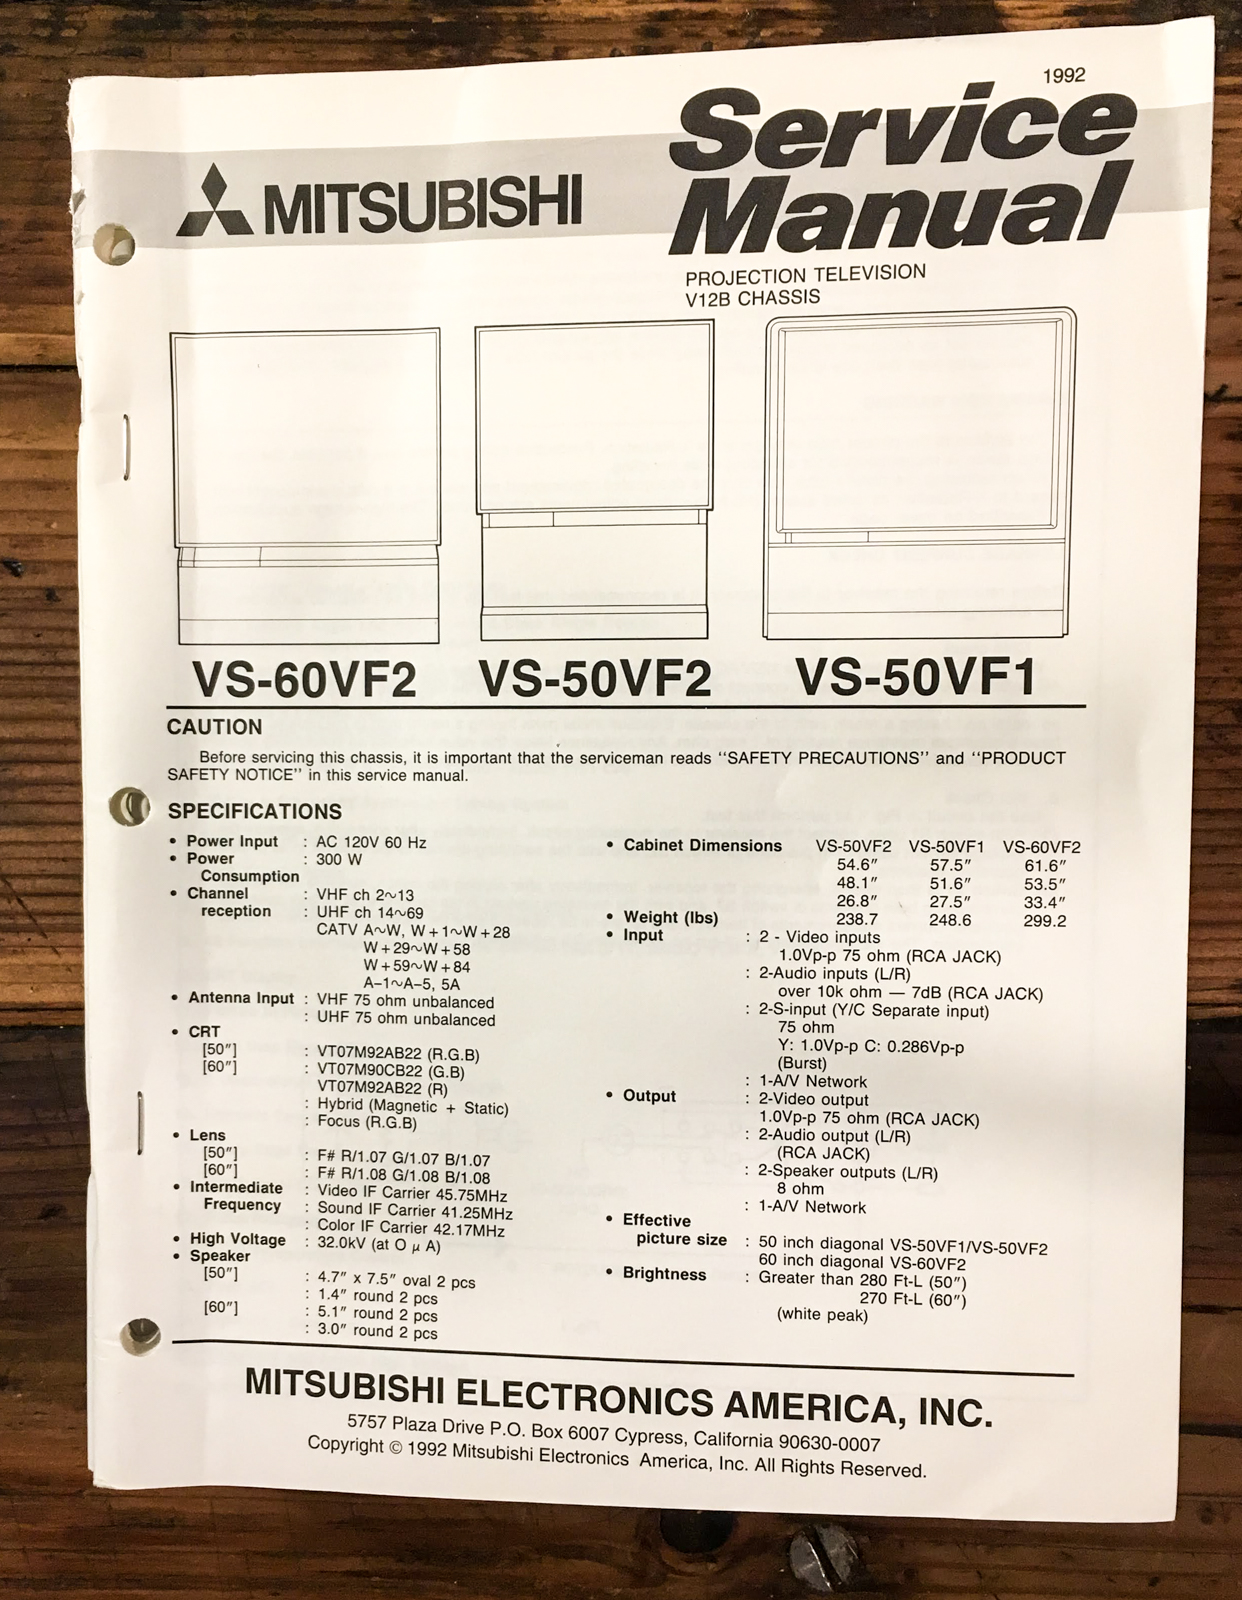 1992
Service
Manual
MITSUBISHI
PROJECTION TELEVISION
V12B CHASSIS
VS-60VF2 VS-50VF2 VS-50VF1
CAUTION
Before servicing this chassis, it is important that the serviceman reads “SAFETY PRECAUTIONS” and “PRODUCT
SAFETY NOTICE” in this service manual.
SPECIFICATIONS
• Power Input : AC 120V 60 Hz
• Power : 300 W
Consumption
• Channel : VHF ch 2~13
reception : UHF ch 14~69
CATV A~W, W+1~W+28
W+29~W+58
W+59~W+84
A-1~A-5, 5A
• Antenna Input : VHF 75 ohm unbalanced
: UHF 75 ohm unbalanced
• CRT
[50″] : VT07M92AB22 (R.G.B)
[60″] : VT07M90CB22 (G.B)
VT07M92AB22 (R)
: Hybrid (Magnetic + Static)
: Focus (R.G.B)
• Lens
[50″] : F# R/1.07 G/1.07 B/1.07
[60″] : F# R/1.08 G/1.08 B/1.08
• Intermediate : Video IF Carrier 45.75MHz
Frequency : Sound IF Carrier 41.25MHz
: Color IF Carrier 42.17MHz
• High Voltage : 32.0kV (at O μ A)
• Speaker
[50″] : 4.7″ x 7.5″ oval 2 pcs
: 1.4″ round 2 pcs
[60″] : 5.1″ round 2 pcs
: 3.0″ round 2 pcs
• Cabinet Dimensions VS-50VF2 VS-50VF1 VS-60VF2
54.6″ 57.5″ 61.6″
48.1″ 51.6″ 53.5″
26.8″ 27.5″ 33.4″
• Weight (lbs) 238.7 248.6 299.2
• Input : 2 - Video inputs
1.0Vp-p 75 ohm (RCA JACK)
: 2-Audio inputs (L/R)
over 10k ohm — 7dB (RCA JACK)
: 2-S-input (Y/C Separate input)
75 ohm
Y: 1.0Vp-p C: 0.286Vp-p
(Burst)
: 1-A/V Network
• Output : 2-Video output
1.0Vp-p 75 ohm (RCA JACK)
: 2-Audio output (L/R)
(RCA JACK)
: 2-Speaker outputs (L/R)
8 ohm
: 1-A/V Network
• Effective
picture size : 50 inch diagonal VS-50VF1/VS-50VF2
60 inch diagonal VS-60VF2
• Brightness : Greater than 280 Ft-L (50″)
270 Ft-L (60″)
(white peak)
MITSUBISHI ELECTRONICS AMERICA, INC.
5757 Plaza Drive P.O. Box 6007 Cypress, California 90630-0007
Copyright © 1992 Mitsubishi Electronics America, Inc. All Rights Reserved.